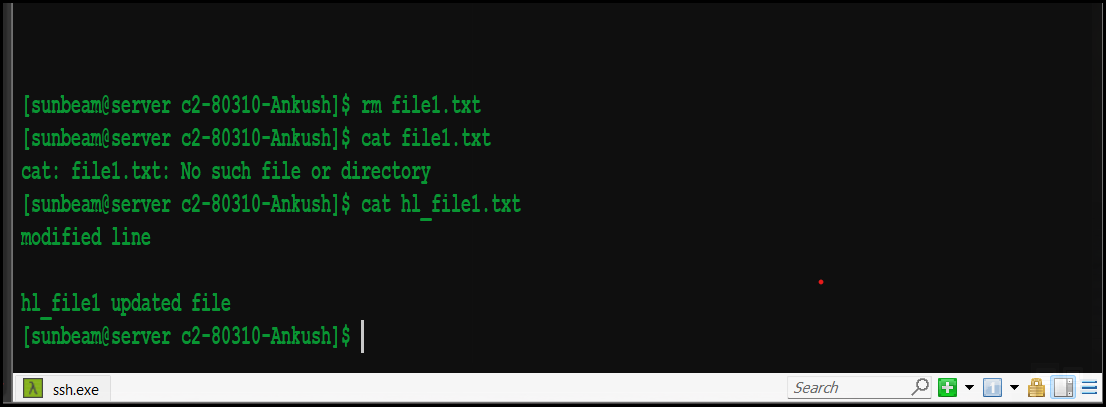 [sunbeam@server c2-80310-Ankush]$ rm file1.txt
[sunbeam@server c2-80310-Ankush]$ cat file1.txt
cat: file1.txt: No such file or directory
[sunbeam@server c2-80310-Ankush]$ cat hl_file1.txt
modified line
hl_file1 updated file
[sunbeam@server c2-80310-Ankush]$
λ ssh.exe Search 1